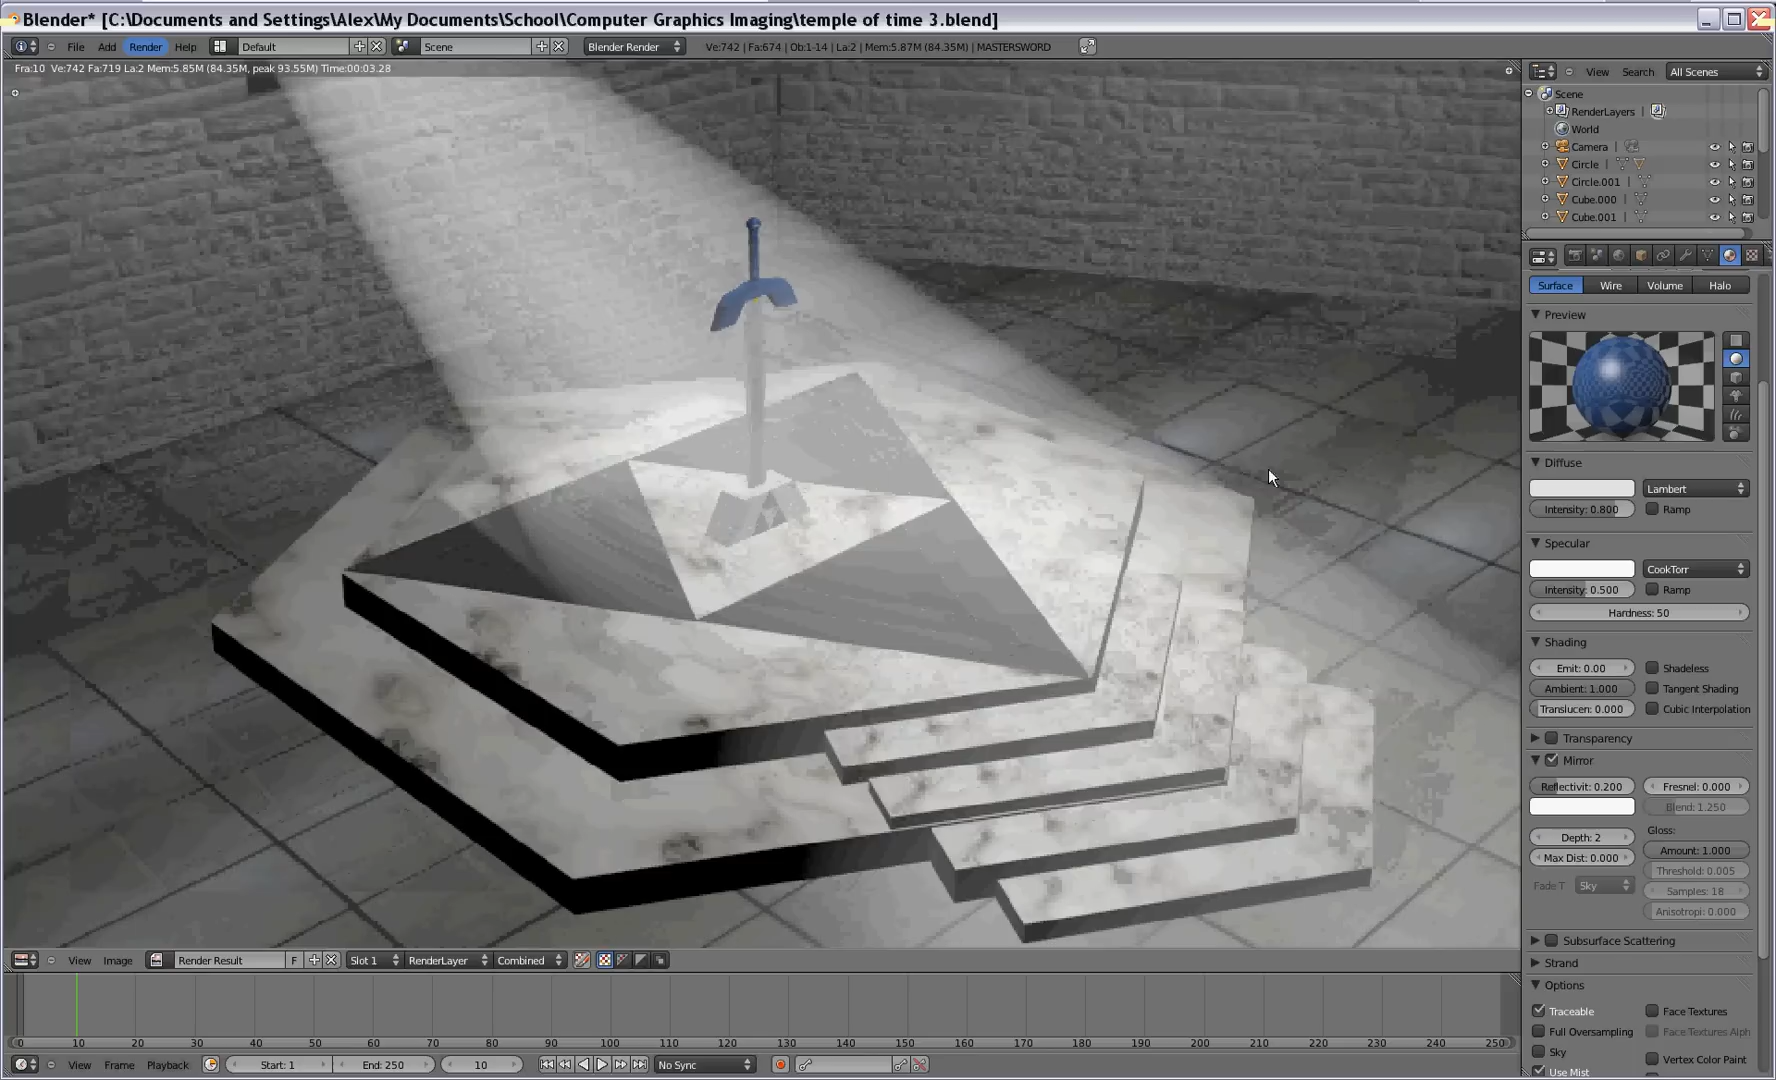 Blender* [C:\Documents and Settings\Alex\My Documents\School\Computer Graphics Imaging\temple of time 3.blend]
File Add Render Help Default Scene Blender Render Ve:742 | Fa:674 | Ob:1-14 | La:2 | Mem:5.87M (84.35M) | MASTERSWORD
Fra:10 Ve:742 Fa:719 La:2 Mem:5.85M (84.35M, peak 93.55M) Time:00:03.28
View Search All Scenes
Scene
RenderLayers |
World
Camera |
Circle |
Circle.001 |
Cube.000 |
Cube.001 |
Surface Wire Volume Halo
Preview
Diffuse
Lambert
Intensity: 0.800 Ramp
Specular
CookTorr
Intensity: 0.500 Ramp
Hardness: 50
Shading
Emit: 0.00 Shadeless
Ambient: 1.000 Tangent Shading
Translucen: 0.000 Cubic Interpolation
Transparency
Mirror
Reflectivit: 0.200 Fresnel: 0.000
Blend: 1.250
Depth: 2 Gloss:
Max Dist: 0.000 Amount: 1.000
Threshold: 0.005
Fade T Sky Samples: 18
Anisotropi: 0.000
Subsurface Scattering
Strand
Options
Traceable Face Textures
Full Oversampling Face Textures Alph
Sky Vertex Color Paint
Use Mist
View Image Render Result F Slot 1 RenderLayer Combined
0 10 20 30 40 50 60 70 80 90 100 110 120 130 140 150 160 170 180 190 200 210 220 230 240 250
View Frame Playback Start: 1 End: 250 10 No Sync